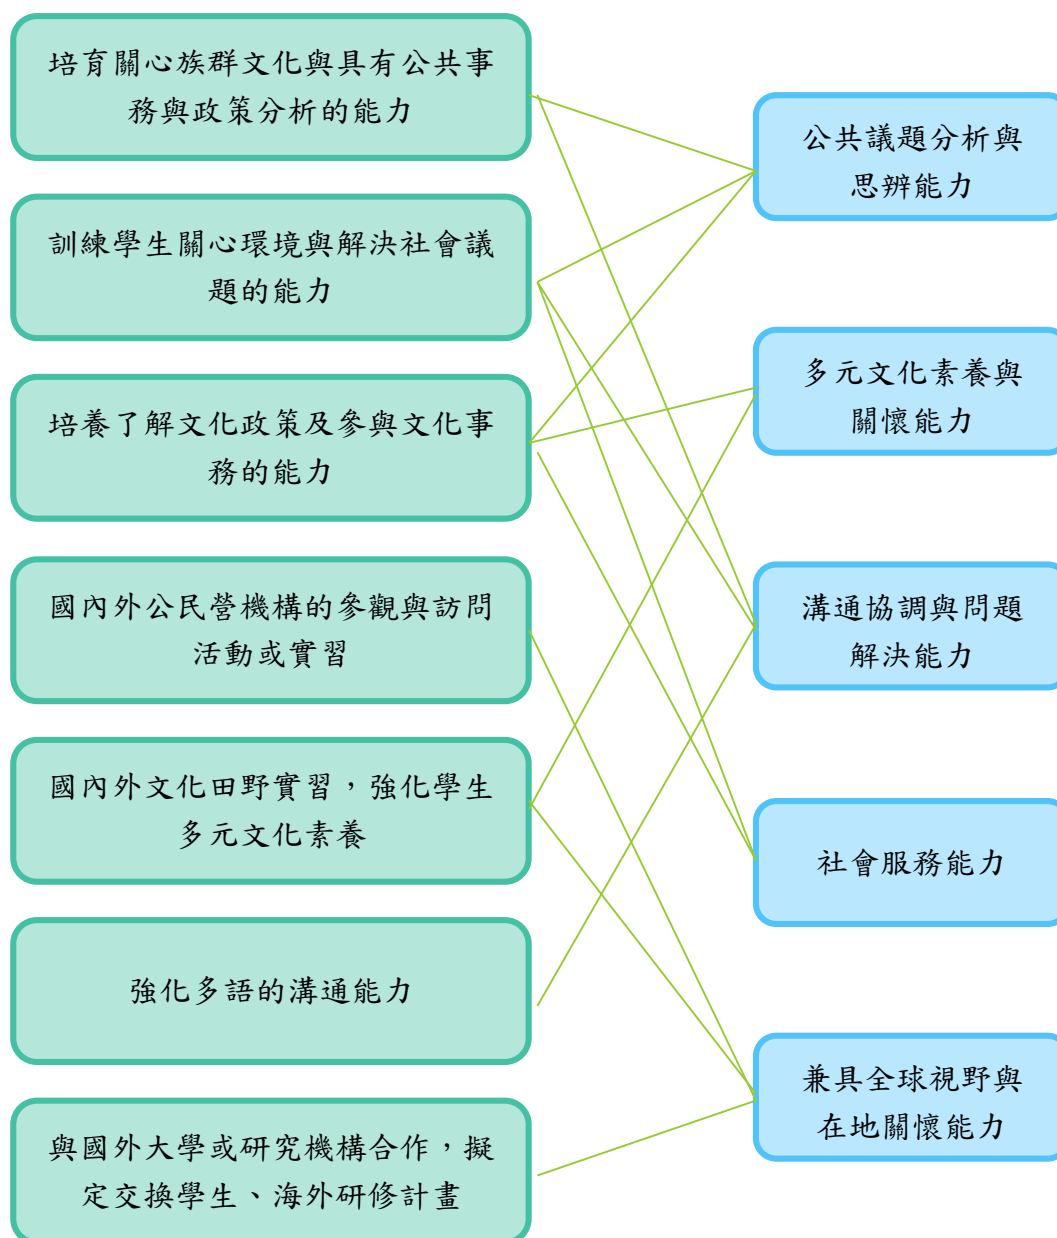 培育關心族群文化與具有公共事
務與政策分析的能力
訓練學生關心環境與解決社會議
題的能力
培養了解文化政策及參與文化事
務的能力
國內外公民營機構的參觀與訪問
活動或實習
國內外文化田野實習，強化學生
多元文化素養
強化多語的溝通能力
與國外大學或研究機構合作，擬
定交換學生、海外研修計畫
公共議題分析與
思辨能力
多元文化素養與
關懷能力
溝通協調與問題
解決能力
社會服務能力
兼具全球視野與
在地關懷能力